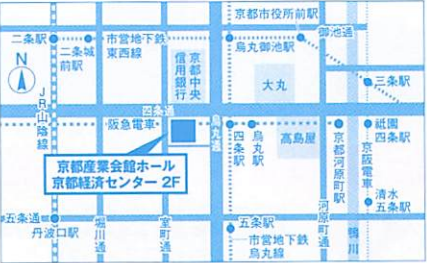 京都市役所前駅
御池通
二条駅
二条城
前駅
市営地下鉄
東西線
烏丸御池駅
N
京都中央
信用銀行
大丸
三条駅
JR山陰線
四条通
阪急電車
烏丸通
四条駅
烏丸駅
高島屋
京都河原町駅
祇園
四条駅
京阪電車
京都産業会館ホール
京都経済センター 2F
清水
五条駅
五条通
丹波口駅
堀川通
室町通
五条駅
市営地下鉄
烏丸線
河原町通
鴨川